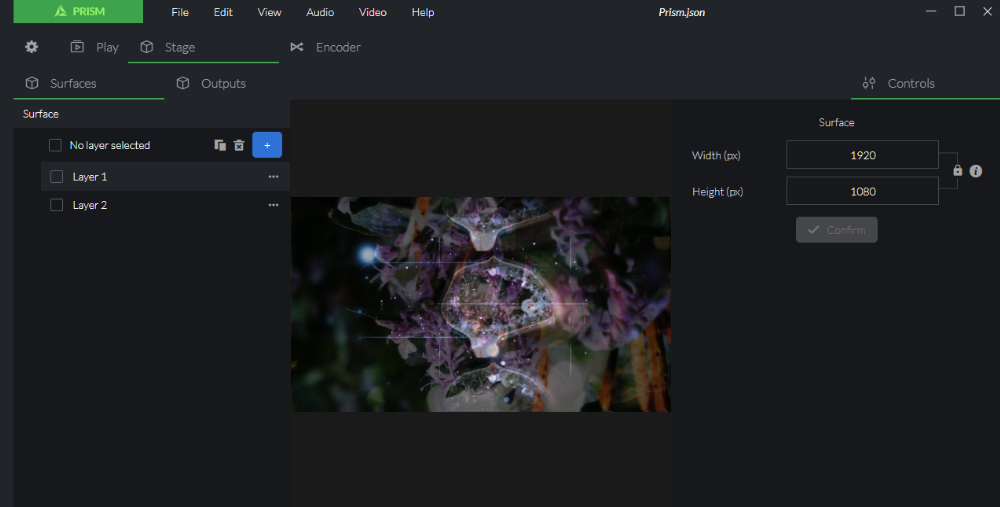 PRISM File Edit View Audio Video Help Prism.json
Play Stage Encoder
Surfaces Outputs Controls
Surface
Surface
No layer selected +
Width (px) 1920
Layer 1 ...
Height (px) 1080
Layer 2 ...
Confirm